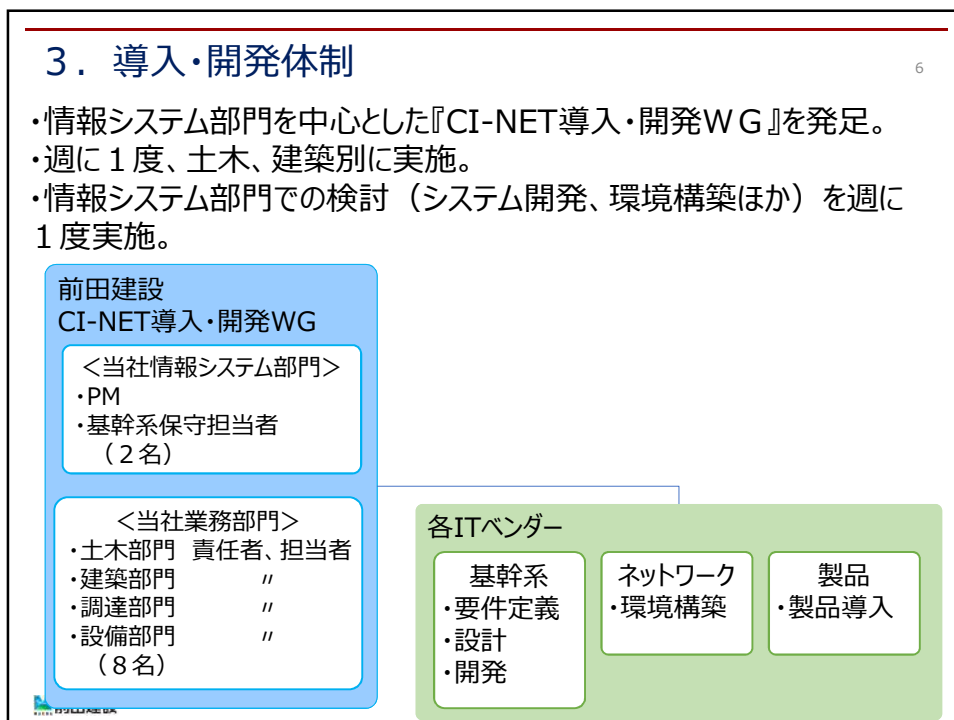 ３．導入・開発体制
6
・情報システム部門を中心とした『CI-NET導入・開発ＷＧ』を発足。
・週に１度、土木、建築別に実施。
・情報システム部門での検討（システム開発、環境構築ほか）を週に
１度実施。
前田建設
CI-NET導入・開発WG
＜当社情報システム部門＞
・PM
・基幹系保守担当者
（２名）
＜当社業務部門＞
・土木部門 責任者、担当者
・建築部門 〃
・調達部門 〃
・設備部門 〃
（８名）
各ITベンダー
基幹系
・要件定義
・設計
・開発
ネットワーク
・環境構築
製品
・製品導入